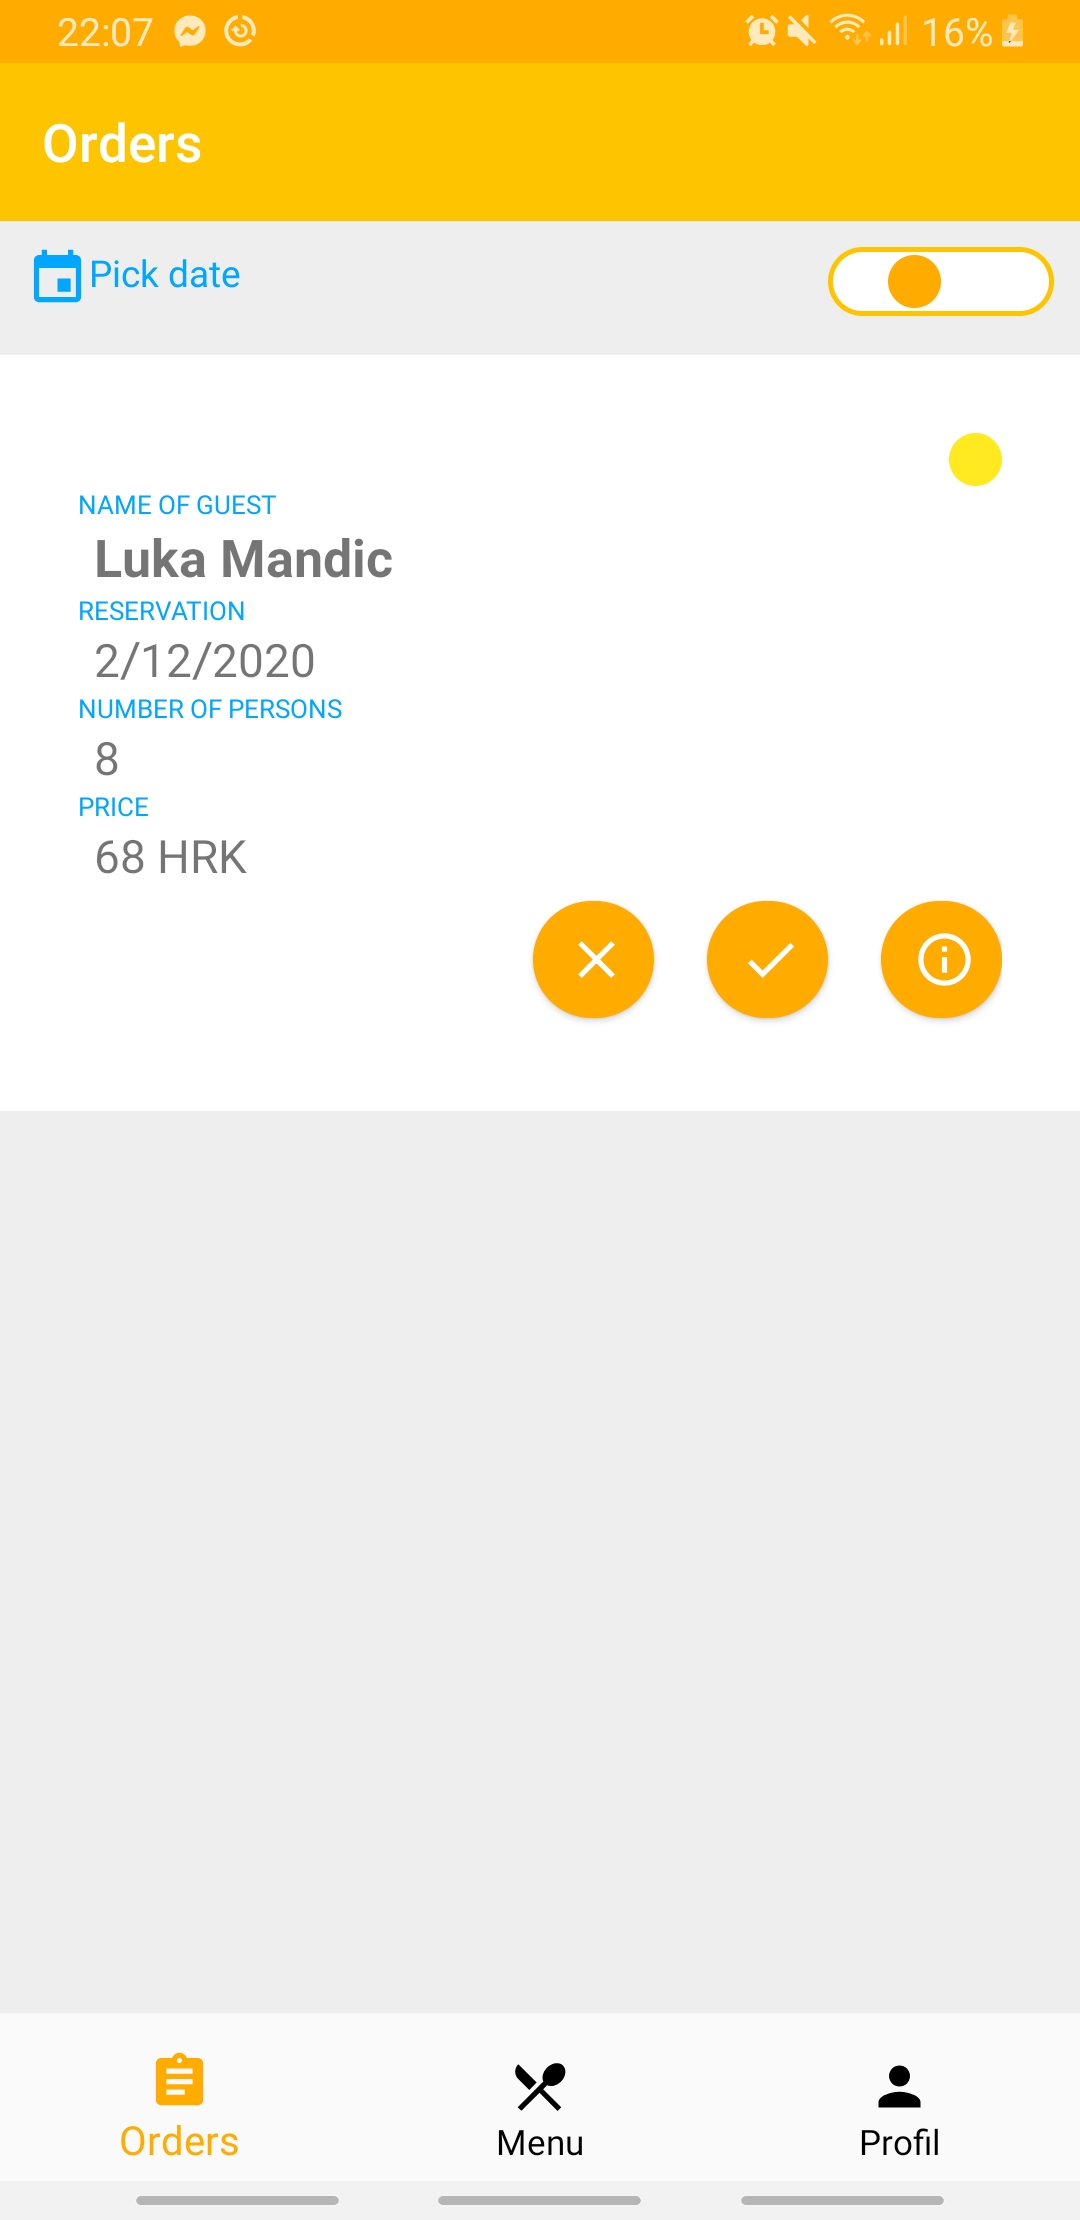 22:07 16%
Orders
Pick date
NAME OF GUEST
Luka Mandic
RESERVATION
2/12/2020
NUMBER OF PERSONS
8
PRICE
68 HRK
Orders Menu Profil